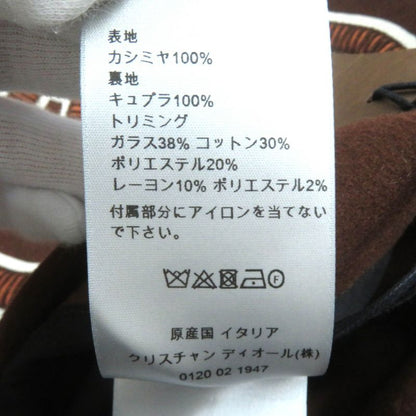 表地
カシミヤ100%
裏地
キュプラ100%
トリミング
ガラス38% コットン30%
ポリエステル20%
レーヨン10% ポリエステル2%
付属部分にアイロンを当てない
で下さい
F
原産国 イタリア
クリスチャン ディオール(株)
0120 02 1947